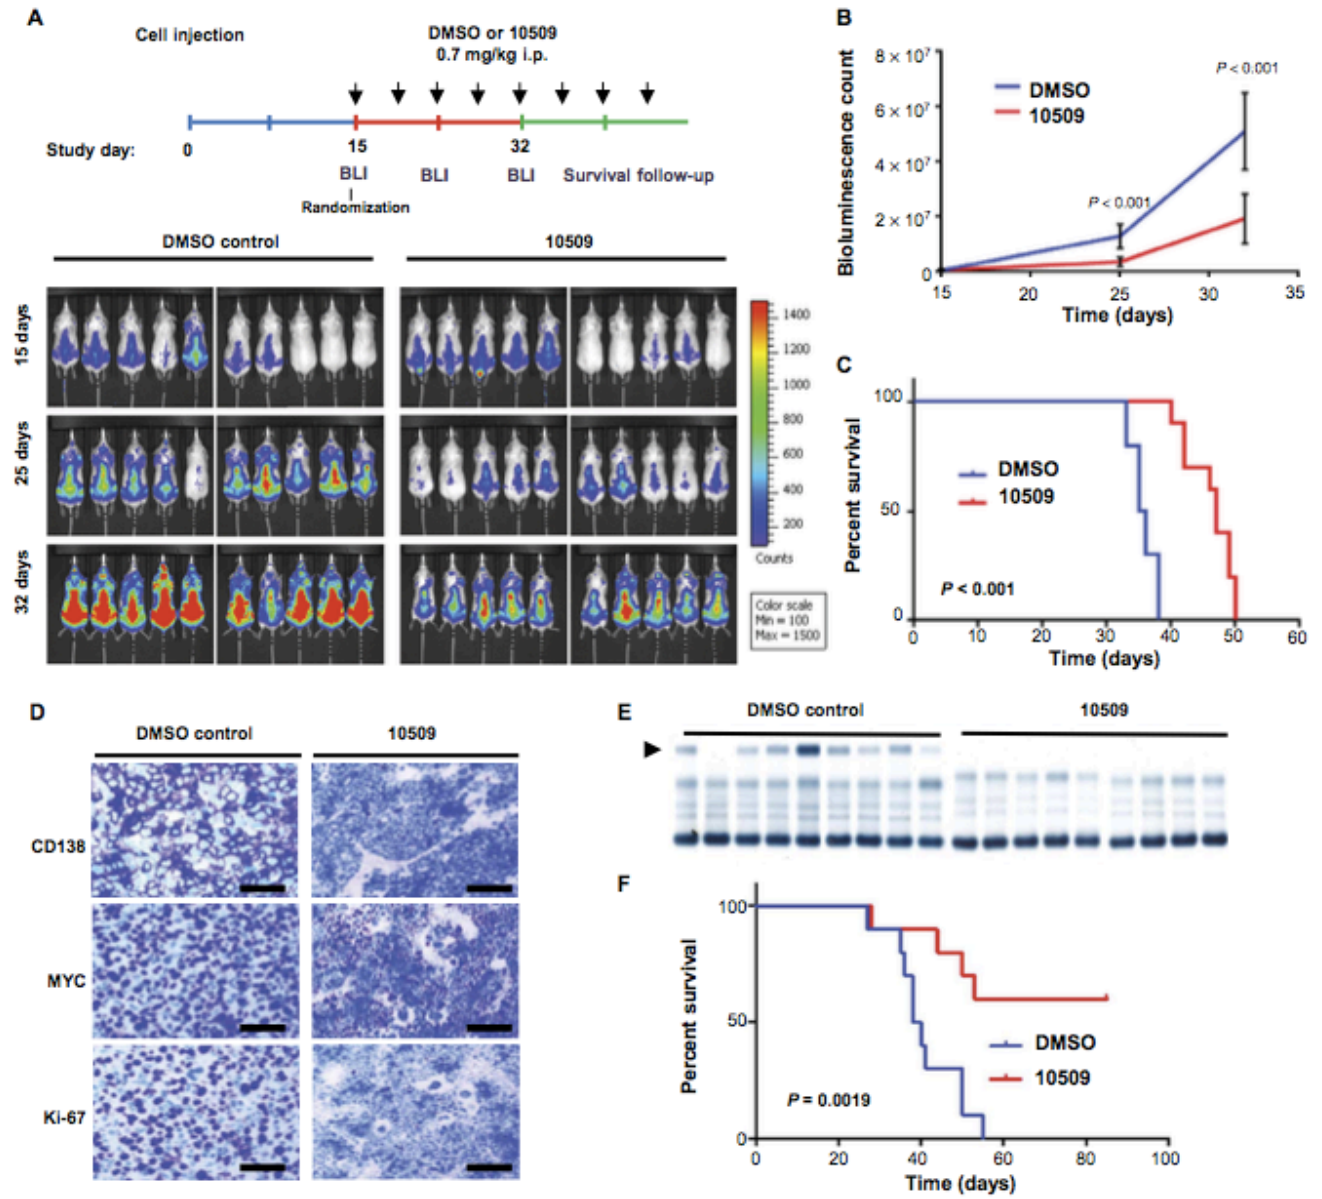 A
Cell injection
DMSO or 10509
0.7 mg/kg i.p.
Study day:
0
15
32
BLI
BLI
BLI
Survival follow-up
Randomization
DMSO control
10509
15 days
25 days
32 days
1400
1200
1000
800
600
400
200
Counts
Color scale
Min = 100
Max = 1500
B
Bioluminescence count
8 × 10⁷
6 × 10⁷
4 × 10⁷
2 × 10⁷
0
DMSO
10509
P < 0.001
P < 0.001
15
20
25
30
35
Time (days)
C
Percent survival
100
50
0
DMSO
10509
P < 0.001
0
10
20
30
40
50
60
Time (days)
D
DMSO control
10509
CD138
MYC
Ki-67
E
DMSO control
10509
F
Percent survival
100
50
0
DMSO
10509
P = 0.0019
0
20
40
60
80
100
Time (days)